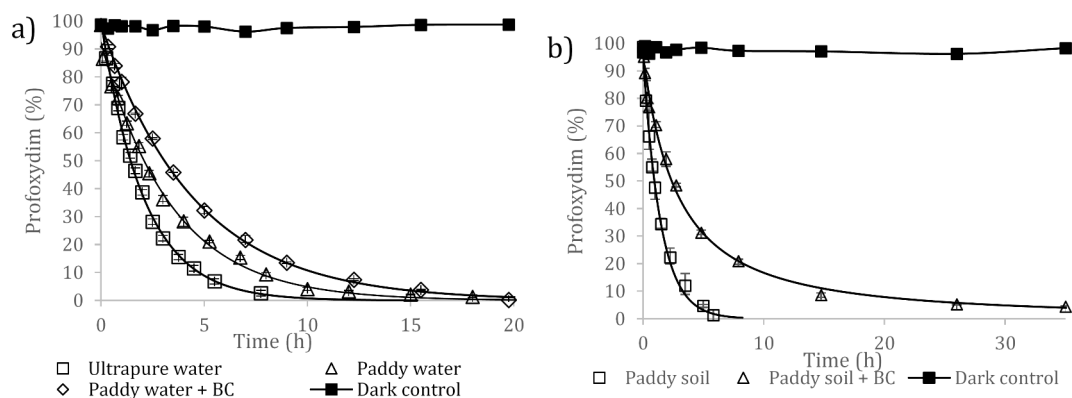 a)
Profoxydim (%)
100
90
80
70
60
50
40
30
20
10
0
0 5 10 15 20
Time (h)
Ultrapure water Paddy water
Paddy water + BC Dark control
b)
Profoxydim (%)
100
90
80
70
60
50
40
30
20
10
0
0 10 20 30
Time (h)
Paddy soil Paddy soil + BC Dark control